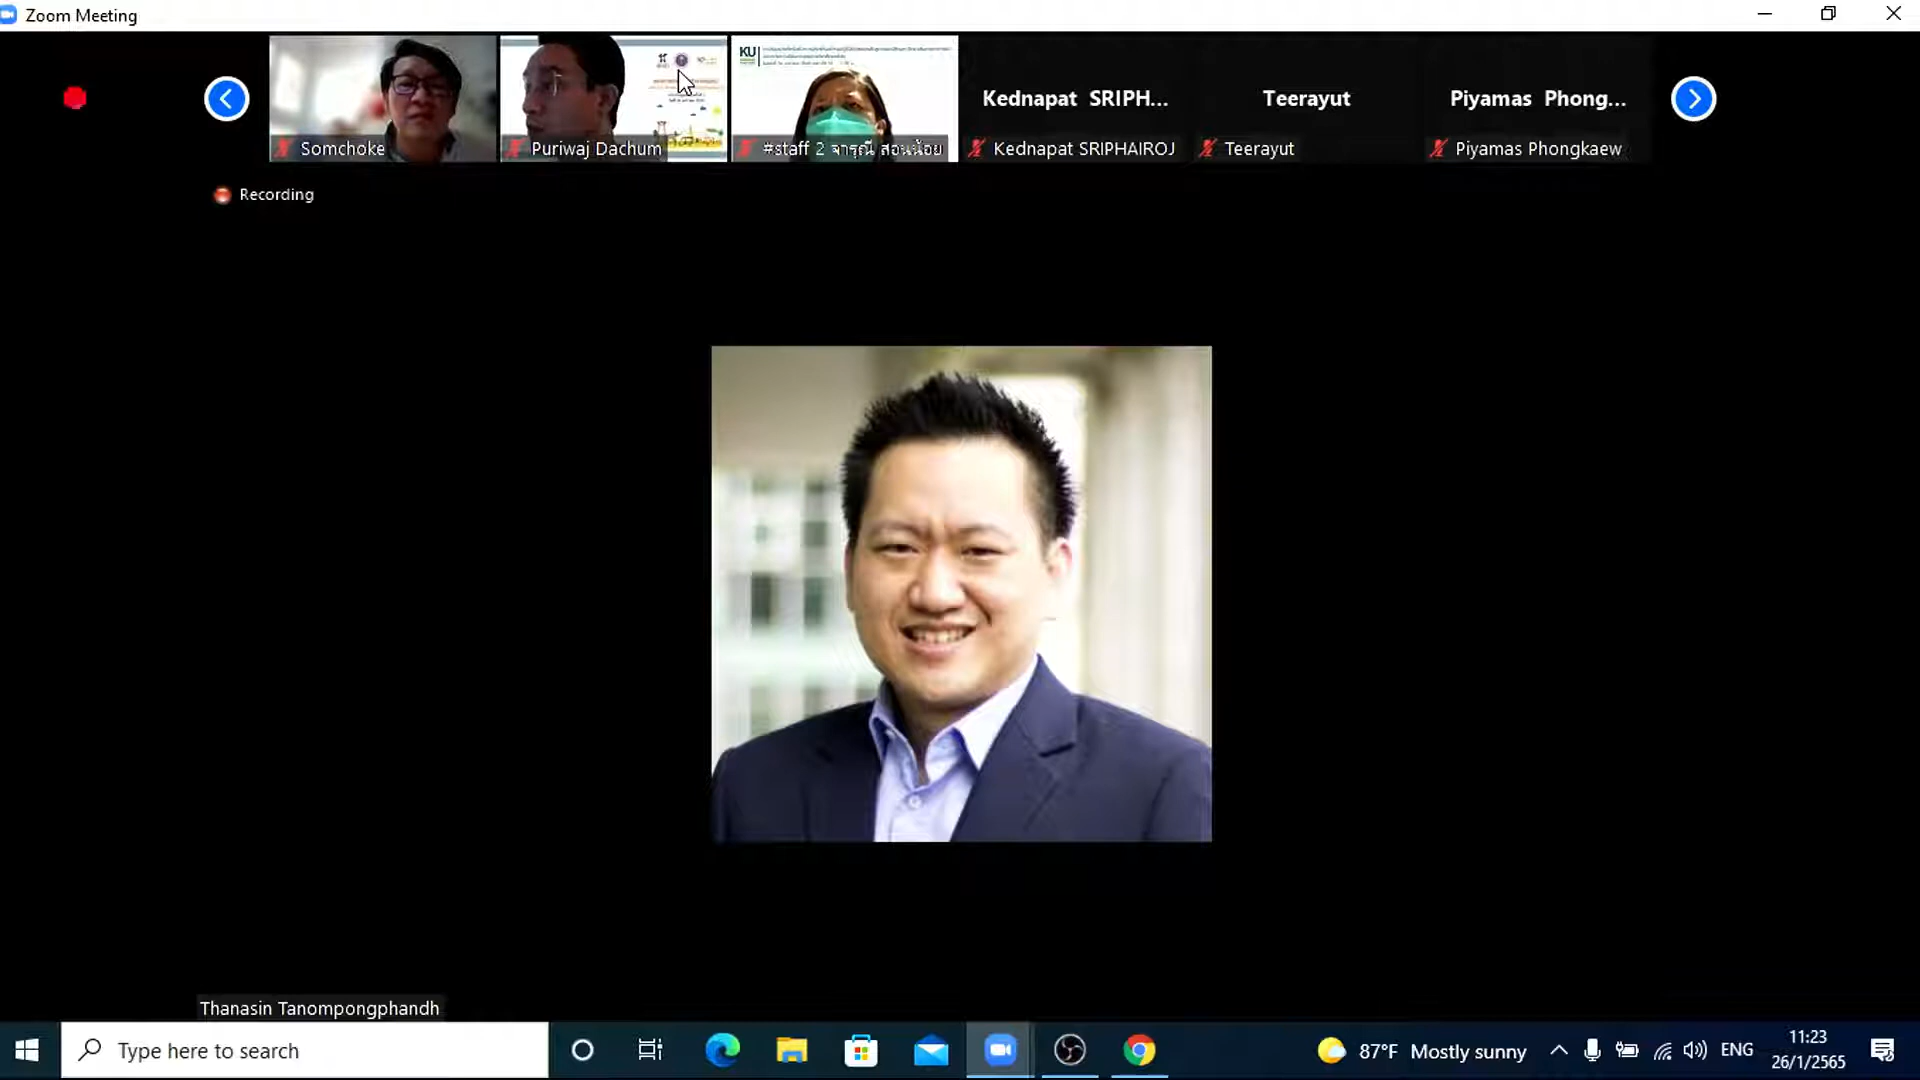 Zoom Meeting
KU
Kednapat SRIPH...
Teerayut
Piyamas Phong...
Somchoke
Puriwaj Dachum
#staff 2 จารุณี สอนน้อย
Kednapat SRIPHAIROJ
Teerayut
Piyamas Phongkaew
Recording
Thanasin Tanompongphandh
Type here to search
87°F Mostly sunny
ENG
11:23
26/1/2565